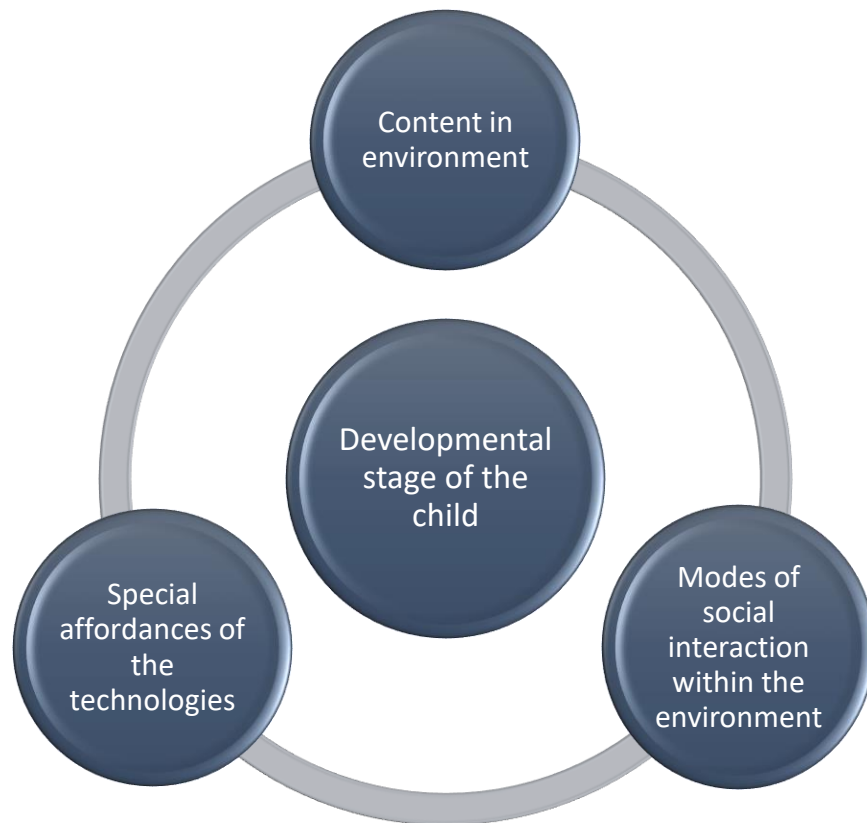 Content in
environment
Developmental
stage of the
child
Special
affordances of
the
technologies
Modes of
social
interaction
within the
environment